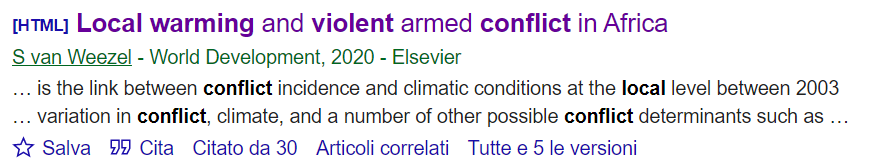 [HTML] Local warming and violent armed conflict in Africa
S van Weezel - World Development, 2020 - Elsevier
… is the link between conflict incidence and climatic conditions at the local level between 2003
… variation in conflict, climate, and a number of other possible conflict determinants such as …
Salva Cita Citato da 30 Articoli correlati Tutte e 5 le versioni